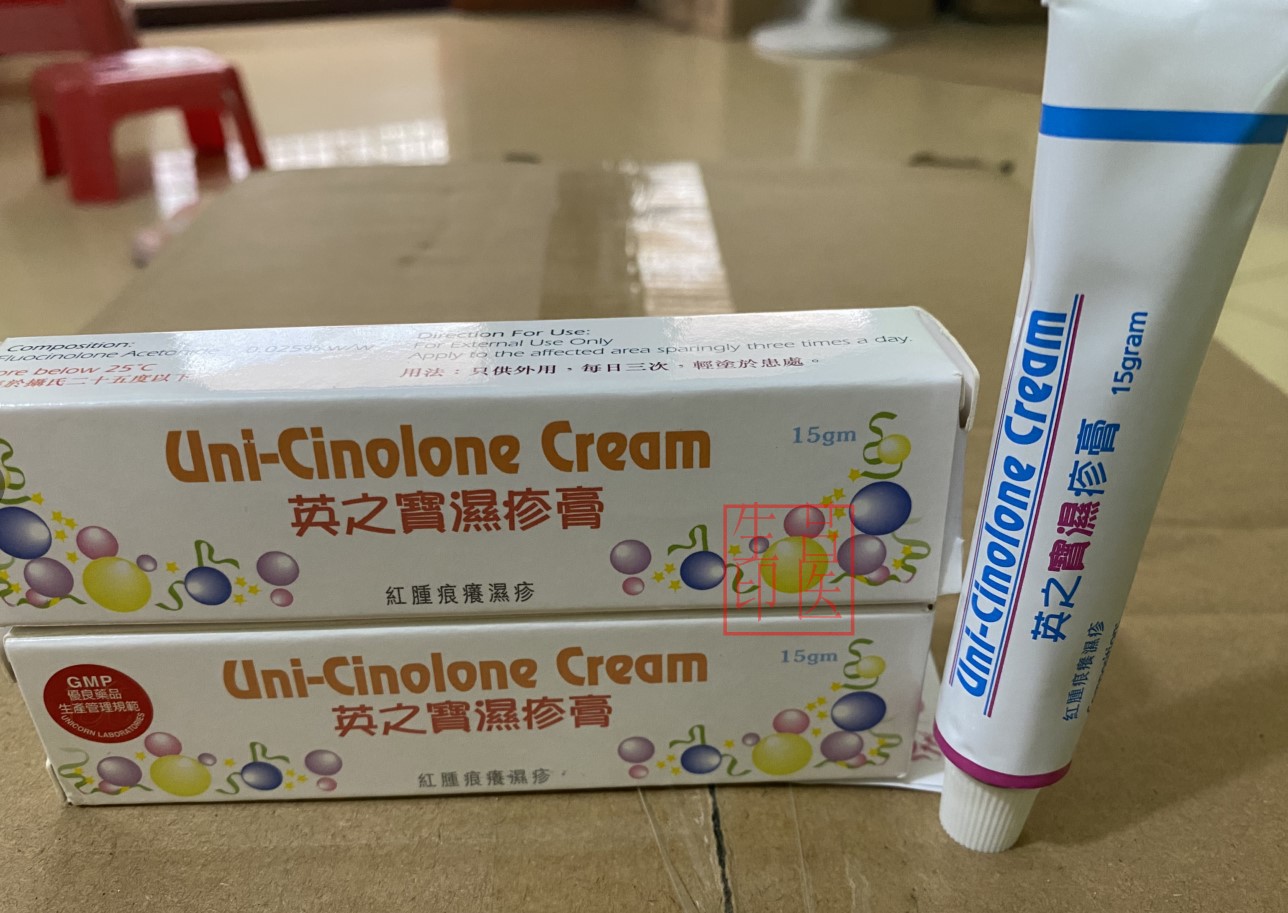 Composition:
Fluocinolone 0.025% w/w
ore below 25°C
於攝氏二十五度以下
Direction For Use:
For External Use Only
Apply to the affected area sparingly three times a day.
用法：只供外用，每日三次，輕塗於患處。
Uni-Cinolone Cream
15gm
英之寶濕疹膏
紅腫痕癢濕疹
GMP
優良藥品
生產管理規範
UNICORN LABORATORIES
Uni-Cinolone Cream
15gm
英之寶濕疹膏
紅腫痕癢濕疹
Uni-Cinolone Cream
英之寶濕疹膏 15gram
紅腫痕癢濕疹